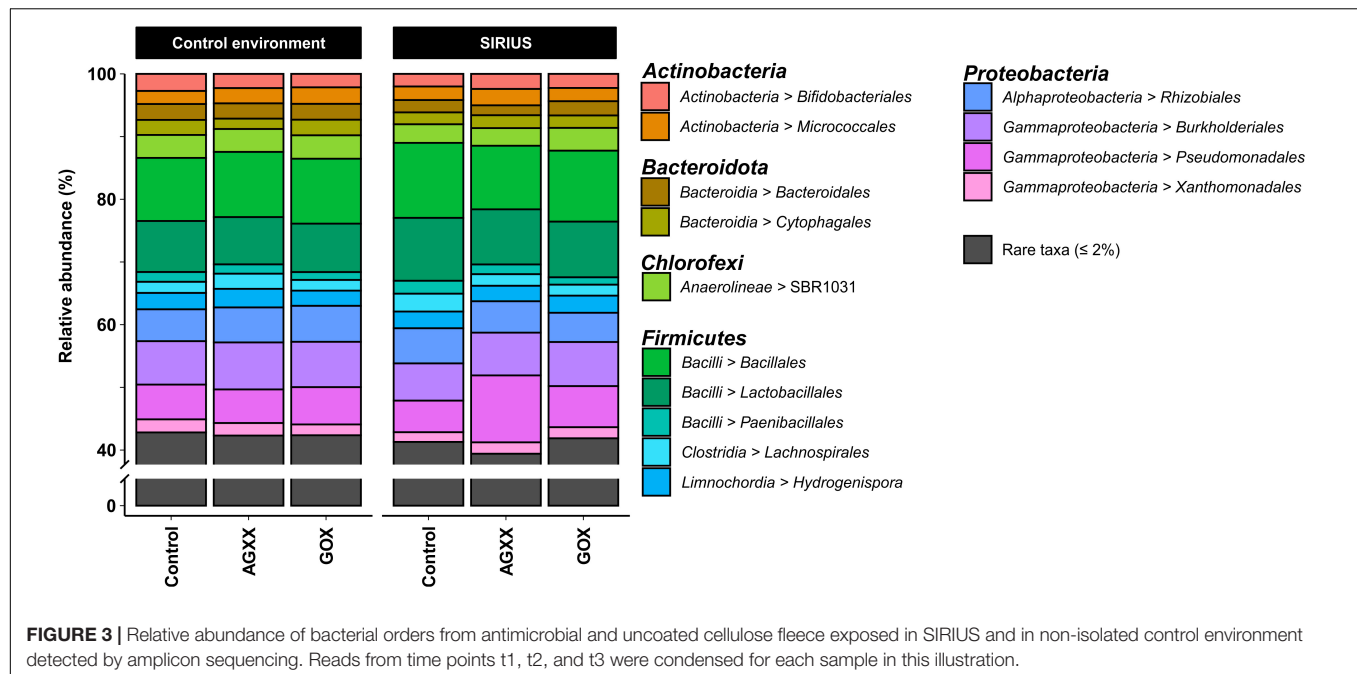 Control environment
SIRIUS
Relative abundance (%)
100
80
60
40
0
Control
AGXX
GOX
Control
AGXX
GOX
Actinobacteria
Actinobacteria > Bifidobacteriales
Actinobacteria > Micrococcales
Bacteroidota
Bacteroidia > Bacteroidales
Bacteroidia > Cytophagales
Chlorofexi
Anaerolineae > SBR1031
Firmicutes
Bacilli > Bacillales
Bacilli > Lactobacillales
Bacilli > Paenibacillales
Clostridia > Lachnospirales
Limnochordia > Hydrogenispora
Proteobacteria
Alphaproteobacteria > Rhizobiales
Gammaproteobacteria > Burkholderiales
Gammaproteobacteria > Pseudomonadales
Gammaproteobacteria > Xanthomonadales
Rare taxa (≤ 2%)
FIGURE 3 | Relative abundance of bacterial orders from antimicrobial and uncoated cellulose fleece exposed in SIRIUS and in non-isolated control environment
detected by amplicon sequencing. Reads from time points t1, t2, and t3 were condensed for each sample in this illustration.